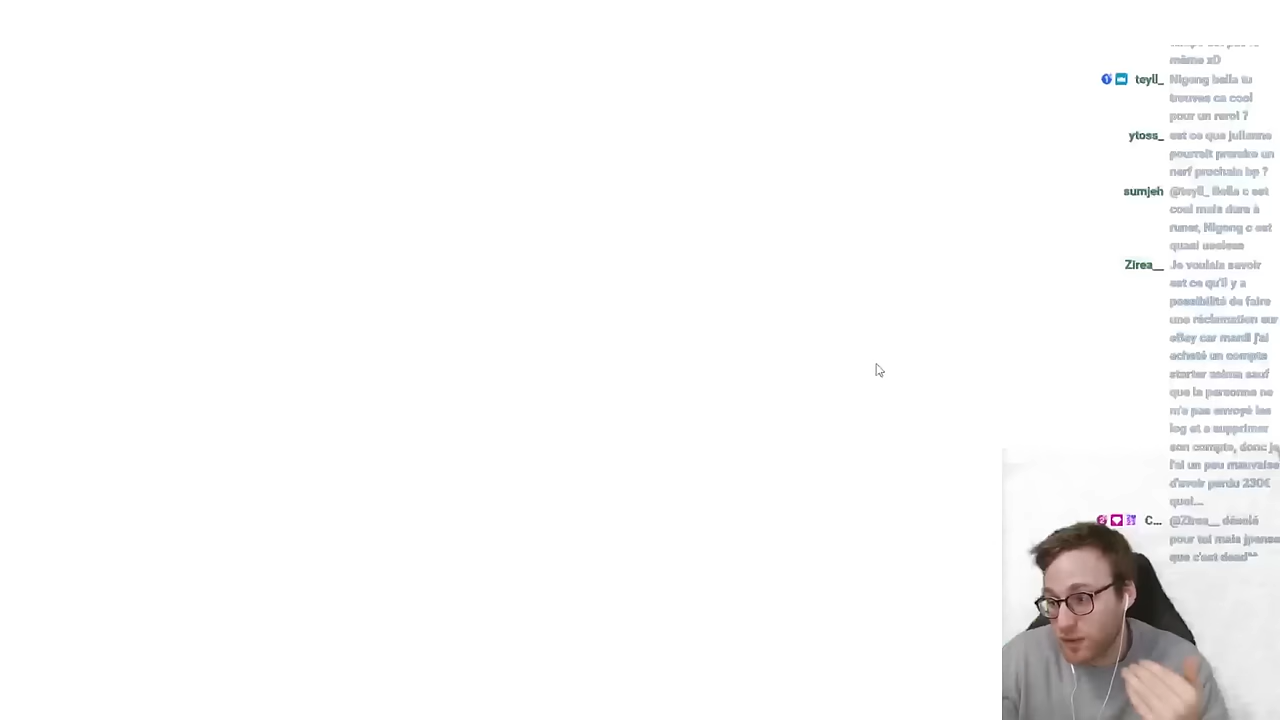 même xD
teyll_ Nigong bella tu
trouves ca cool
pour un rerol ?
ytoss_ est ce que julianne
pourrait prendre un
nerf prochain bp ?
sumjeh @teyll_ Bella c est
cool mais dure à
runer, Nigong c est
quasi useless
Zirea__ Je voulais savoir
est ce qu'il y a
possibilité de faire
une réclamation sur
eBay car mardi j'ai
acheté un compte
starter anima sauf
que la personne ne
m'a pas envoyé les
log et a supprimer
son compte, donc je
l'ai un peu mauvaise
d'avoir perdu 230€
quoi...
C... @Zirea__ désolé
pour toi mais jpense
que c'est dead^^